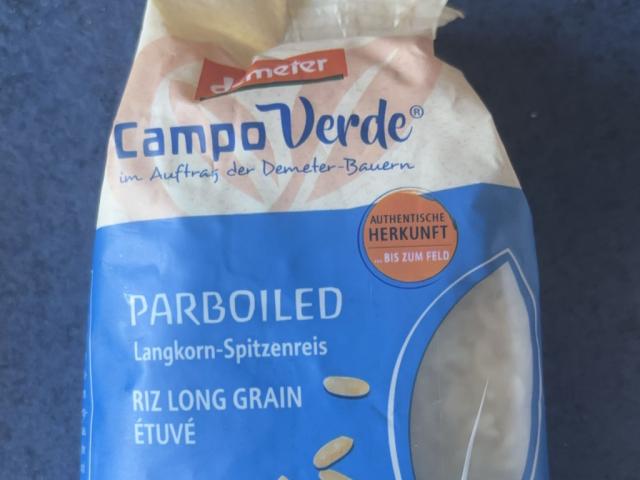 demeter
Campo Verde®
im Auftrag der Demeter-Bauern
AUTHENTISCHE
HERKUNFT
... BIS ZUM FELD
PARBOILED
Langkorn-Spitzenreis
RIZ LONG GRAIN
ÉTUVÉ